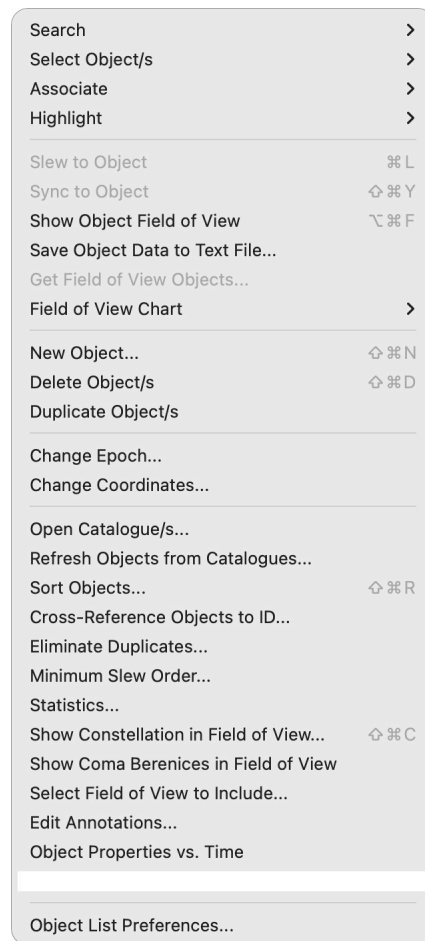 Search
Select Object/s
Associate
Highlight
Slew to Object ⌘L
Sync to Object ⇧⌘Y
Show Object Field of View ⌥⌘F
Save Object Data to Text File...
Get Field of View Objects...
Field of View Chart
New Object... ⇧⌘N
Delete Object/s ⇧⌘D
Duplicate Object/s
Change Epoch...
Change Coordinates...
Open Catalogue/s...
Refresh Objects from Catalogues...
Sort Objects... ⇧⌘R
Cross-Reference Objects to ID...
Eliminate Duplicates...
Minimum Slew Order...
Statistics...
Show Constellation in Field of View... ⇧⌘C
Show Coma Berenices in Field of View
Select Field of View to Include...
Edit Annotations...
Object Properties vs. Time
Object List Preferences...